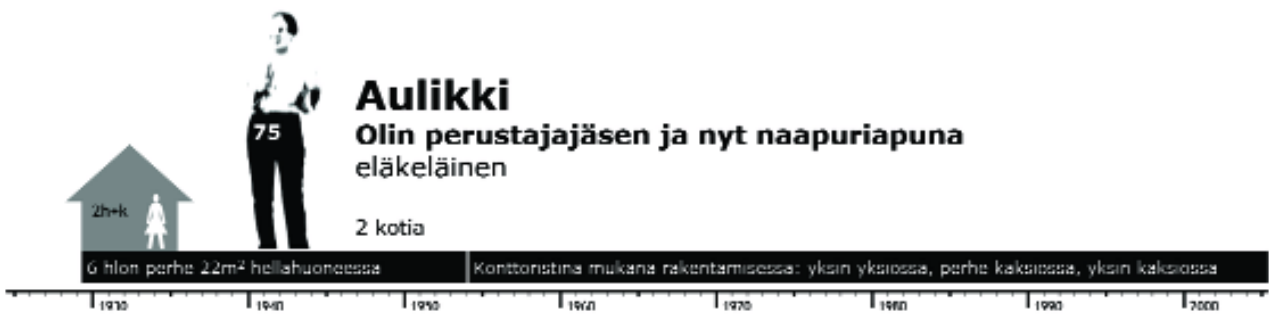 Aulikki
75
Olin perustajajäsen ja nyt naapuriapuna
eläkeläinen
2h+k
2 kotia
6 hlon perhe 22m² hellahuoneessa
Konttoristina mukana rakentamisessa: yksin yksiossa, perhe kaksiossa, yksin kaksiossa
1930 1940 1950 1960 1970 1980 1990 2000